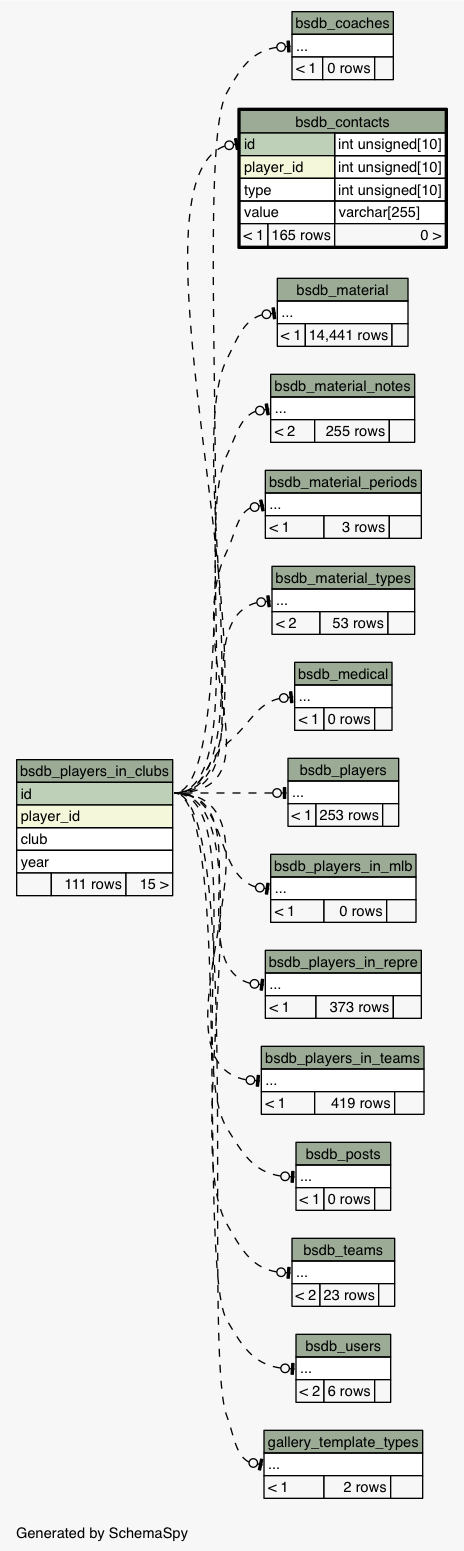 bsdb_coaches
...
< 1 0 rows
bsdb_contacts
id int unsigned[10]
player_id int unsigned[10]
type int unsigned[10]
value varchar[255]
< 1 165 rows 0 >
bsdb_material
...
< 1 14,441 rows
bsdb_material_notes
...
< 2 255 rows
bsdb_material_periods
...
< 1 3 rows
bsdb_material_types
...
< 2 53 rows
bsdb_medical
...
< 1 0 rows
bsdb_players_in_clubs
id
player_id
club
year
111 rows 15 >
bsdb_players
...
< 1 253 rows
bsdb_players_in_mlb
...
< 1 0 rows
bsdb_players_in_repre
...
< 1 373 rows
bsdb_players_in_teams
...
< 1 419 rows
bsdb_posts
...
< 1 0 rows
bsdb_teams
...
< 2 23 rows
bsdb_users
...
< 2 6 rows
gallery_template_types
...
< 1 2 rows
Generated by SchemaSpy